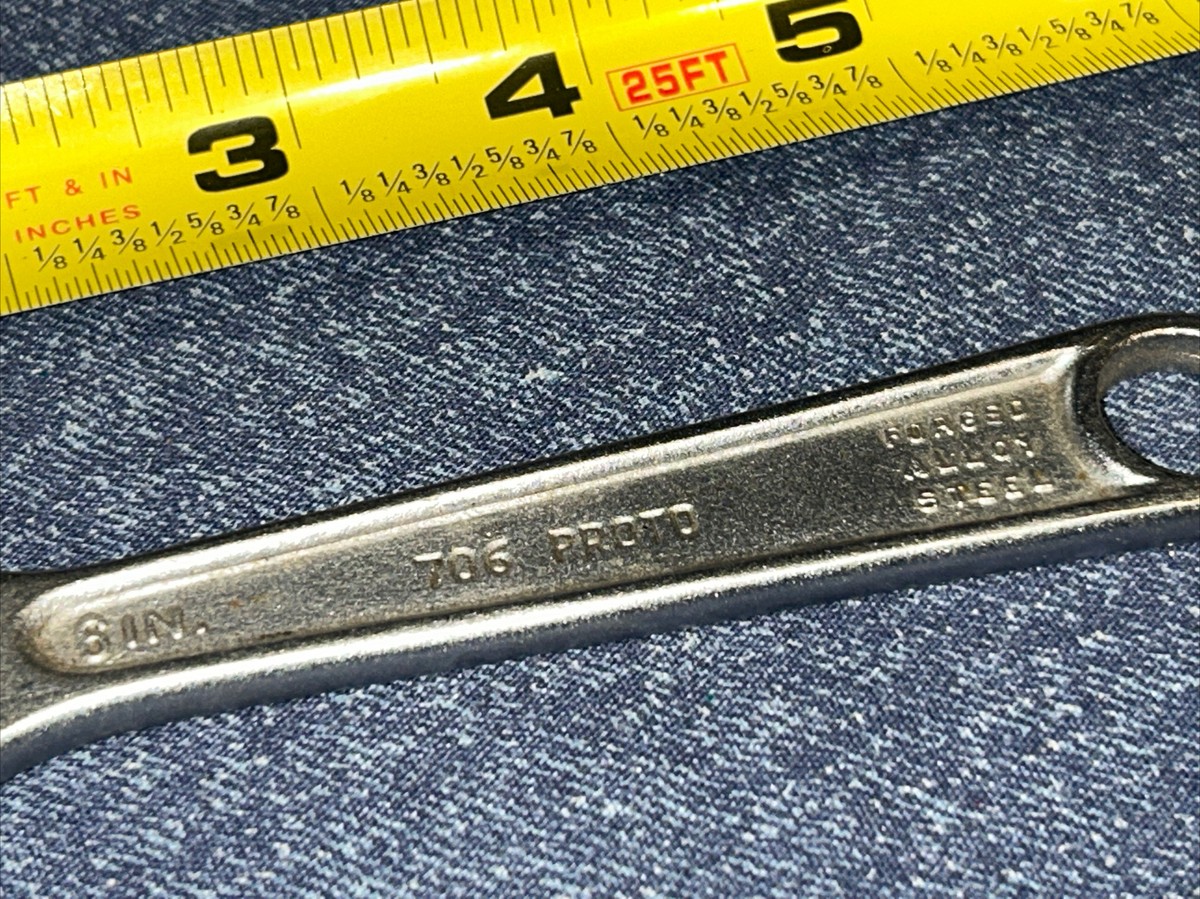 3 4 25FT 5
FT & IN
INCHES
1/8 1/4 3/8 1/2 5/8 3/4 7/8 1/8 1/4 3/8 1/2 5/8 3/4 7/8 1/8 1/4 3/8 1/2 5/8 3/4 7/8 1/8 1/4 3/8 1/2 5/8 3/4 7/8
6 IN.
706 PROTO
FORGED
ALLOY
STEEL